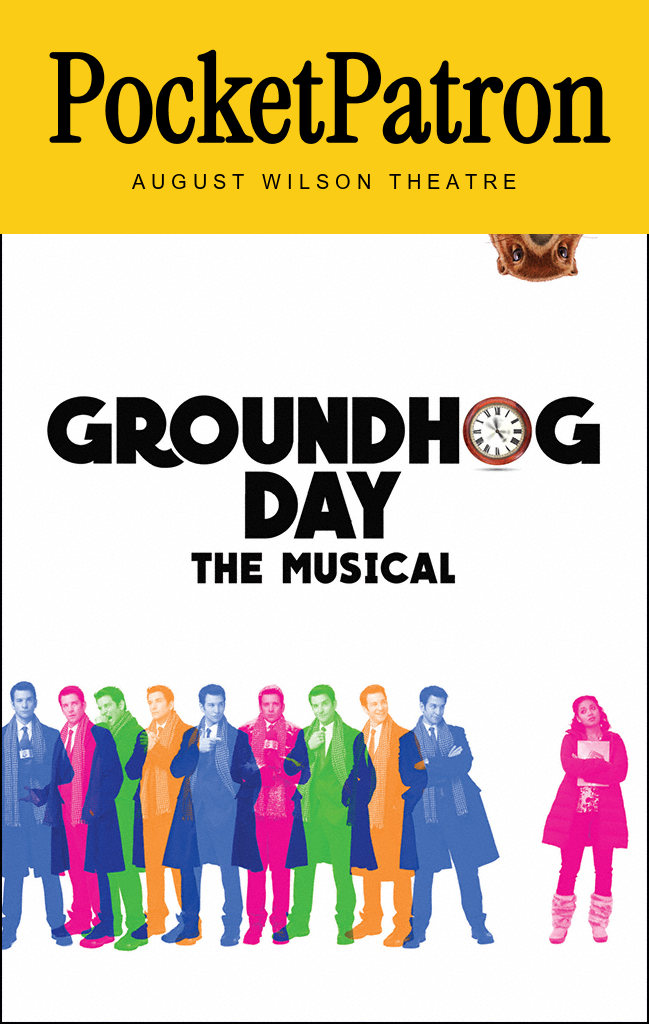 PocketPatron
AUGUST WILSON THEATRE
GROUNDHOG
DAY
THE MUSICAL